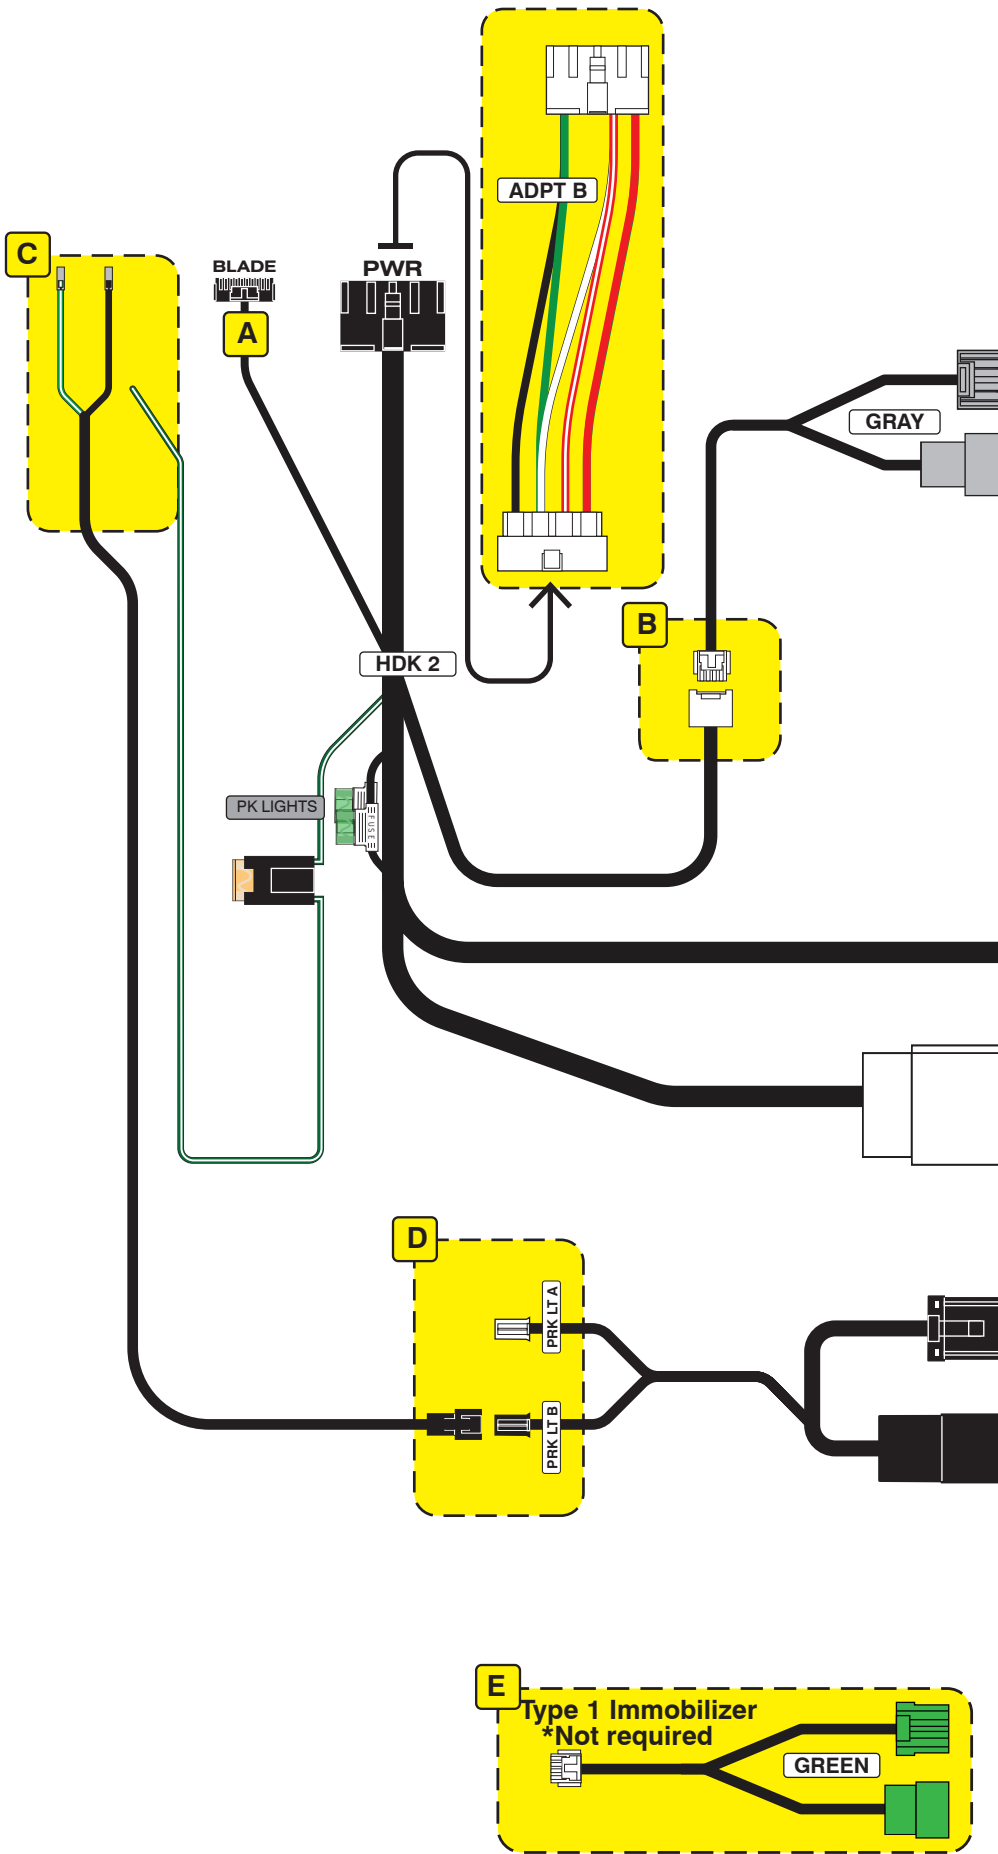 ADPT B
C
BLADE
PWR
A
GRAY
B
HDK 2
PK LIGHTS
FUSE
D
PRK LT A
PRK LT B
E
Type 1 Immobilizer
*Not required
GREEN